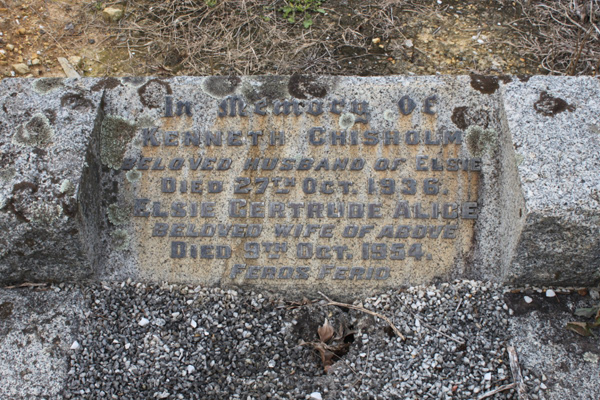 In Memory Of
Kenneth Chisholm
Beloved Husband Of Elsie
Died 27th Oct. 1936.
Elsie Gertrude Alice
Beloved Wife Of Above
Died 9th Oct. 1954.
Feros Ferio